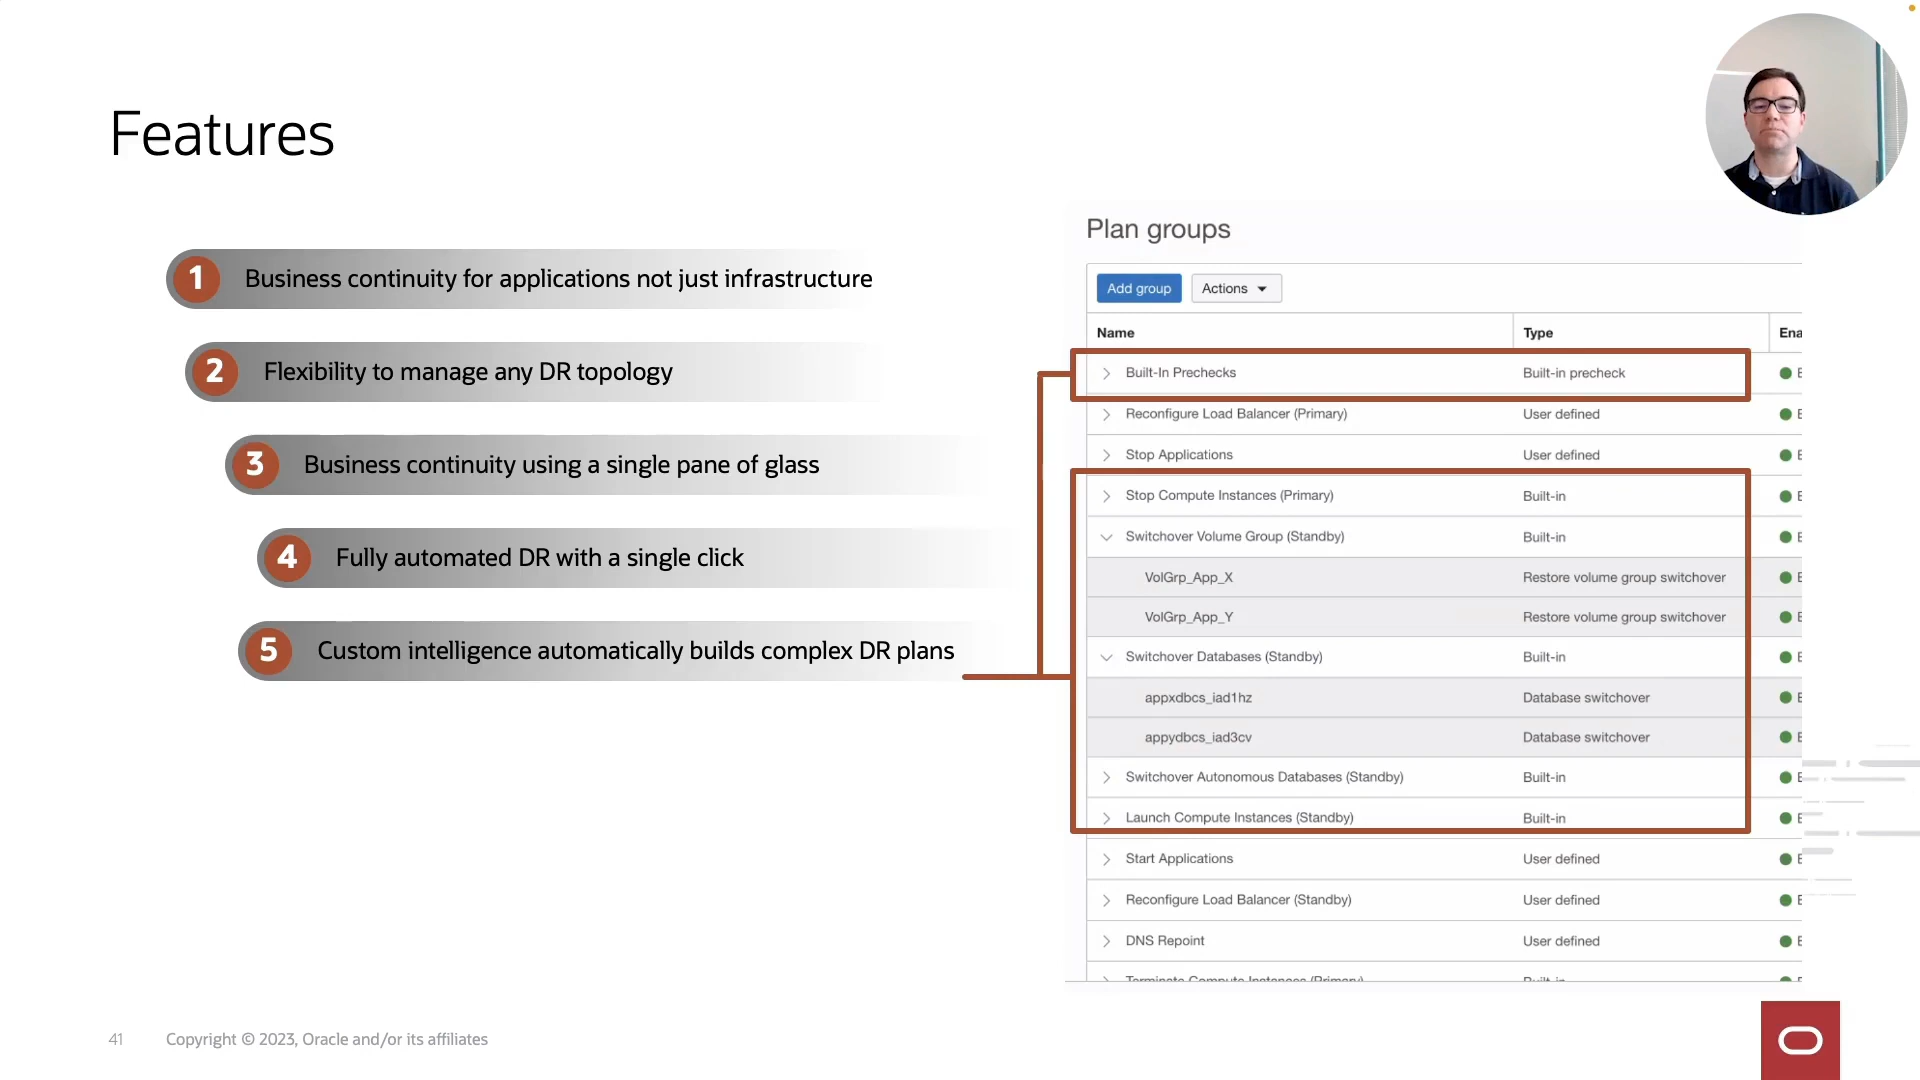 Features
1 Business continuity for applications not just infrastructure
2 Flexibility to manage any DR topology
3 Business continuity using a single pane of glass
4 Fully automated DR with a single click
5 Custom intelligence automatically builds complex DR plans
Plan groups
Add group Actions
Name Type Ena
Built-In Prechecks Built-in precheck
Reconfigure Load Balancer (Primary) User defined
Stop Applications User defined
Stop Compute Instances (Primary) Built-in
Switchover Volume Group (Standby) Built-in
VolGrp_App_X Restore volume group switchover
VolGrp_App_Y Restore volume group switchover
Switchover Databases (Standby) Built-in
appxdbcs_iad1hz Database switchover
appydbcs_iad3cv Database switchover
Switchover Autonomous Databases (Standby) Built-in
Launch Compute Instances (Standby) Built-in
Start Applications User defined
Reconfigure Load Balancer (Standby) User defined
DNS Repoint User defined
Terminate Compute Instances (Primary) Built-in
41 Copyright © 2023, Oracle and/or its affiliates